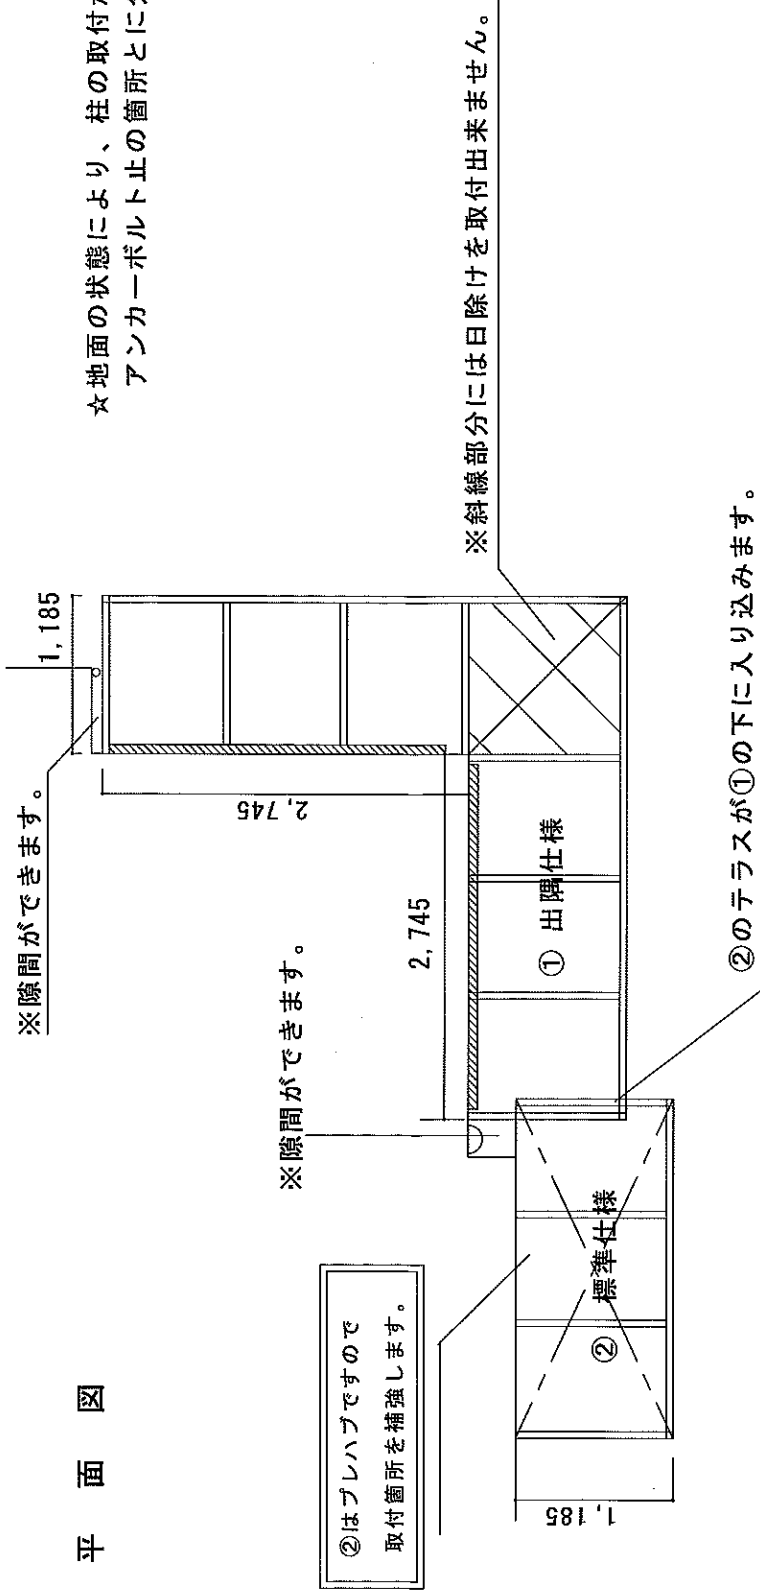 平面図
☆地面の状態により、柱の取付が
アンカーボルト止の箇所とに
※隙間ができます。
1,185
2,745
※隙間ができます。
2,745
① 出隅仕様
※斜線部分には日除けを取付出来ません。
②はプレハブですので
取付箇所を補強します。
② 標準仕様
1,185
②のテラスが①の下に入り込みます。